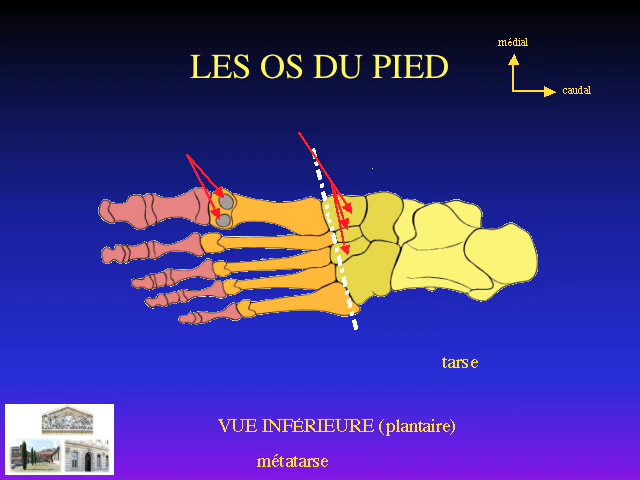 médial
LES OS DU PIED
caudal
tarse
VUE INFÉRIEURE (plantaire)
métatarse